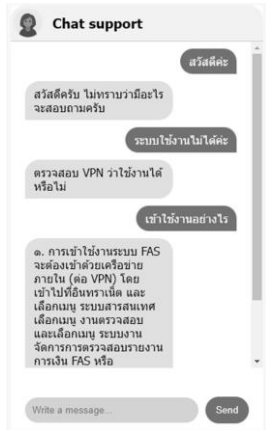 Chat support
สวัสดีค่ะ
สวัสดีครับ ไม่ทราบว่ามีอะไร
จะสอบถามครับ
ระบบใช้งานไม่ได้ค่ะ
ตรวจสอบ VPN ว่าใช้งานได้
หรือไม่
เข้าใช้งานอย่างไร
๑. การเข้าใช้งานระบบ FAS
จะต้องเข้าด้วยเครือข่าย
ภายใน (ต่อ VPN) โดย
เข้าไปที่อินทราเน็ต และ
เลือกเมนู ระบบสารสนเทศ
เลือกเมนู งานตรวจสอบ
และเลือกเมนู ระบบงาน
จัดการการตรวจสอบรายงาน
การเงิน FAS หรือ
Write a message...
Send